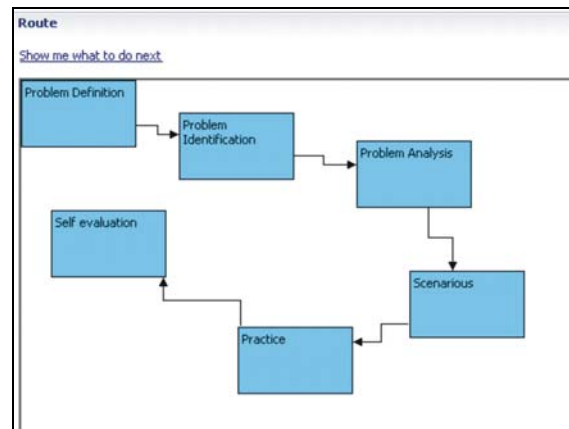 Route
Show me what to do next
Problem Definition
Problem
Identification
Problem Analysis
Self evaluation
Scenarious
Practice